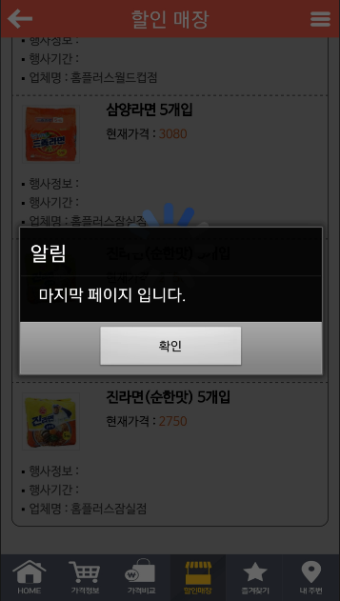 할인 매장
• 행사정보 :
• 행사기간 :
• 업체명 : 홈플러스월드컵점
삼양라면 5개입
현재가격 : 3080
• 행사정보 :
• 행사기간 :
• 업체명 : 홈플러스잠실점
알림
마지막 페이지 입니다.
확인
진라면(순한맛) 5개입
현재가격 : 2750
• 행사정보 :
• 행사기간 :
• 업체명 : 홈플러스잠실점
HOME 가격정보 가격비교 할인매장 즐겨찾기 내 주변